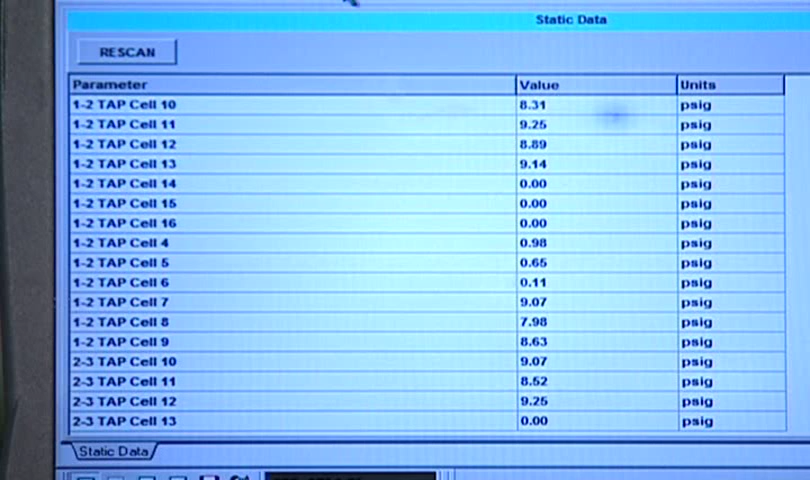 Static Data
RESCAN
Parameter Value Units
1-2 TAP Cell 10 8.31 psig
1-2 TAP Cell 11 9.25 psig
1-2 TAP Cell 12 8.89 psig
1-2 TAP Cell 13 9.14 psig
1-2 TAP Cell 14 0.00 psig
1-2 TAP Cell 15 0.00 psig
1-2 TAP Cell 16 0.00 psig
1-2 TAP Cell 4 0.98 psig
1-2 TAP Cell 5 0.65 psig
1-2 TAP Cell 6 0.11 psig
1-2 TAP Cell 7 9.07 psig
1-2 TAP Cell 8 7.98 psig
1-2 TAP Cell 9 8.63 psig
2-3 TAP Cell 10 9.07 psig
2-3 TAP Cell 11 8.52 psig
2-3 TAP Cell 12 9.25 psig
2-3 TAP Cell 13 0.00 psig
Static Data